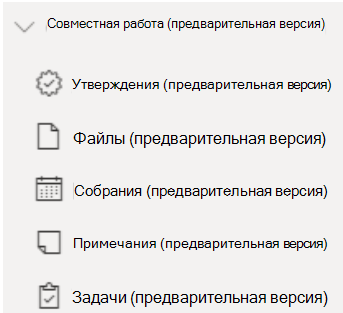 Совместная работа (предварительная версия)
Утверждения (предварительная версия)
Файлы (предварительная версия)
Собрания (предварительная версия)
Примечания (предварительная версия)
Задачи (предварительная версия)